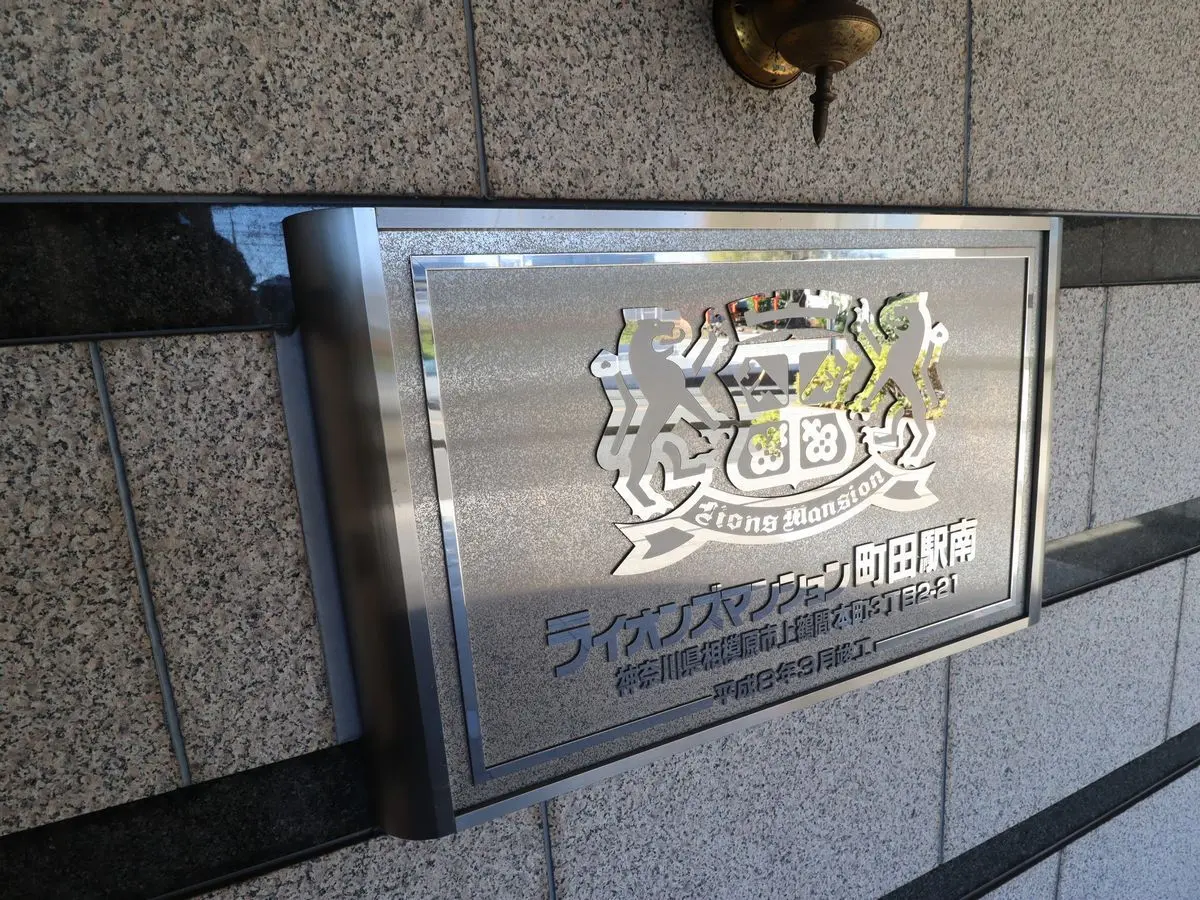 Lions Mansion
ライオンズマンション町田駅南
神奈川県相模原市上鶴間本町3丁目2-21
平成8年3月竣工